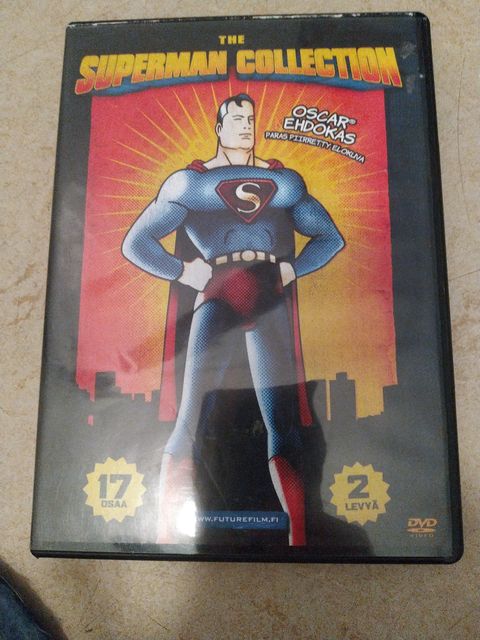 THE
SUPERMAN COLLECTION
OSCAR®
EHDOKAS
PARAS PIIRRETTY ELOKUVA
S
17
OSAA
2
LEVYÄ
WWW.FUTUREFILM.FI
DVD
VIDEO